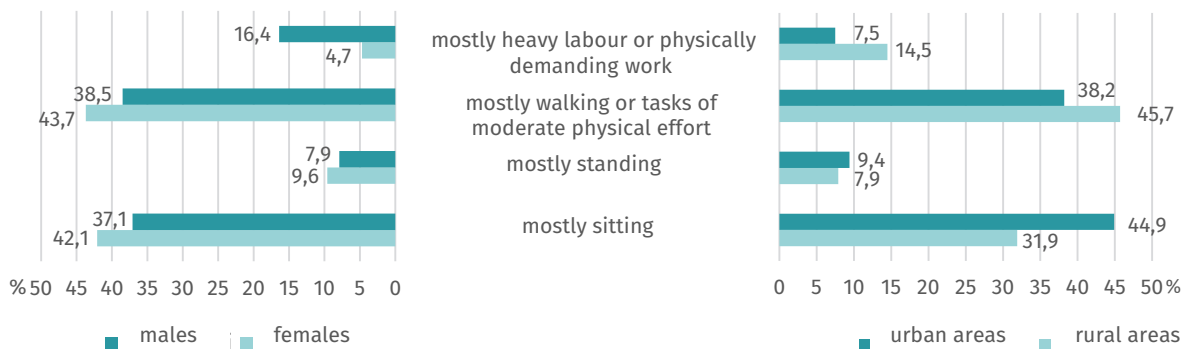 16,4
4,7
38,5
43,7
7,9
9,6
37,1
42,1
% 50 45 40 35 30 25 20 15 10 5 0
males females
mostly heavy labour or physically
demanding work
mostly walking or tasks of
moderate physical effort
mostly standing
mostly sitting
7,5
14,5
38,2
45,7
9,4
7,9
44,9
31,9
0 5 10 15 20 25 30 35 40 45 50 %
urban areas rural areas